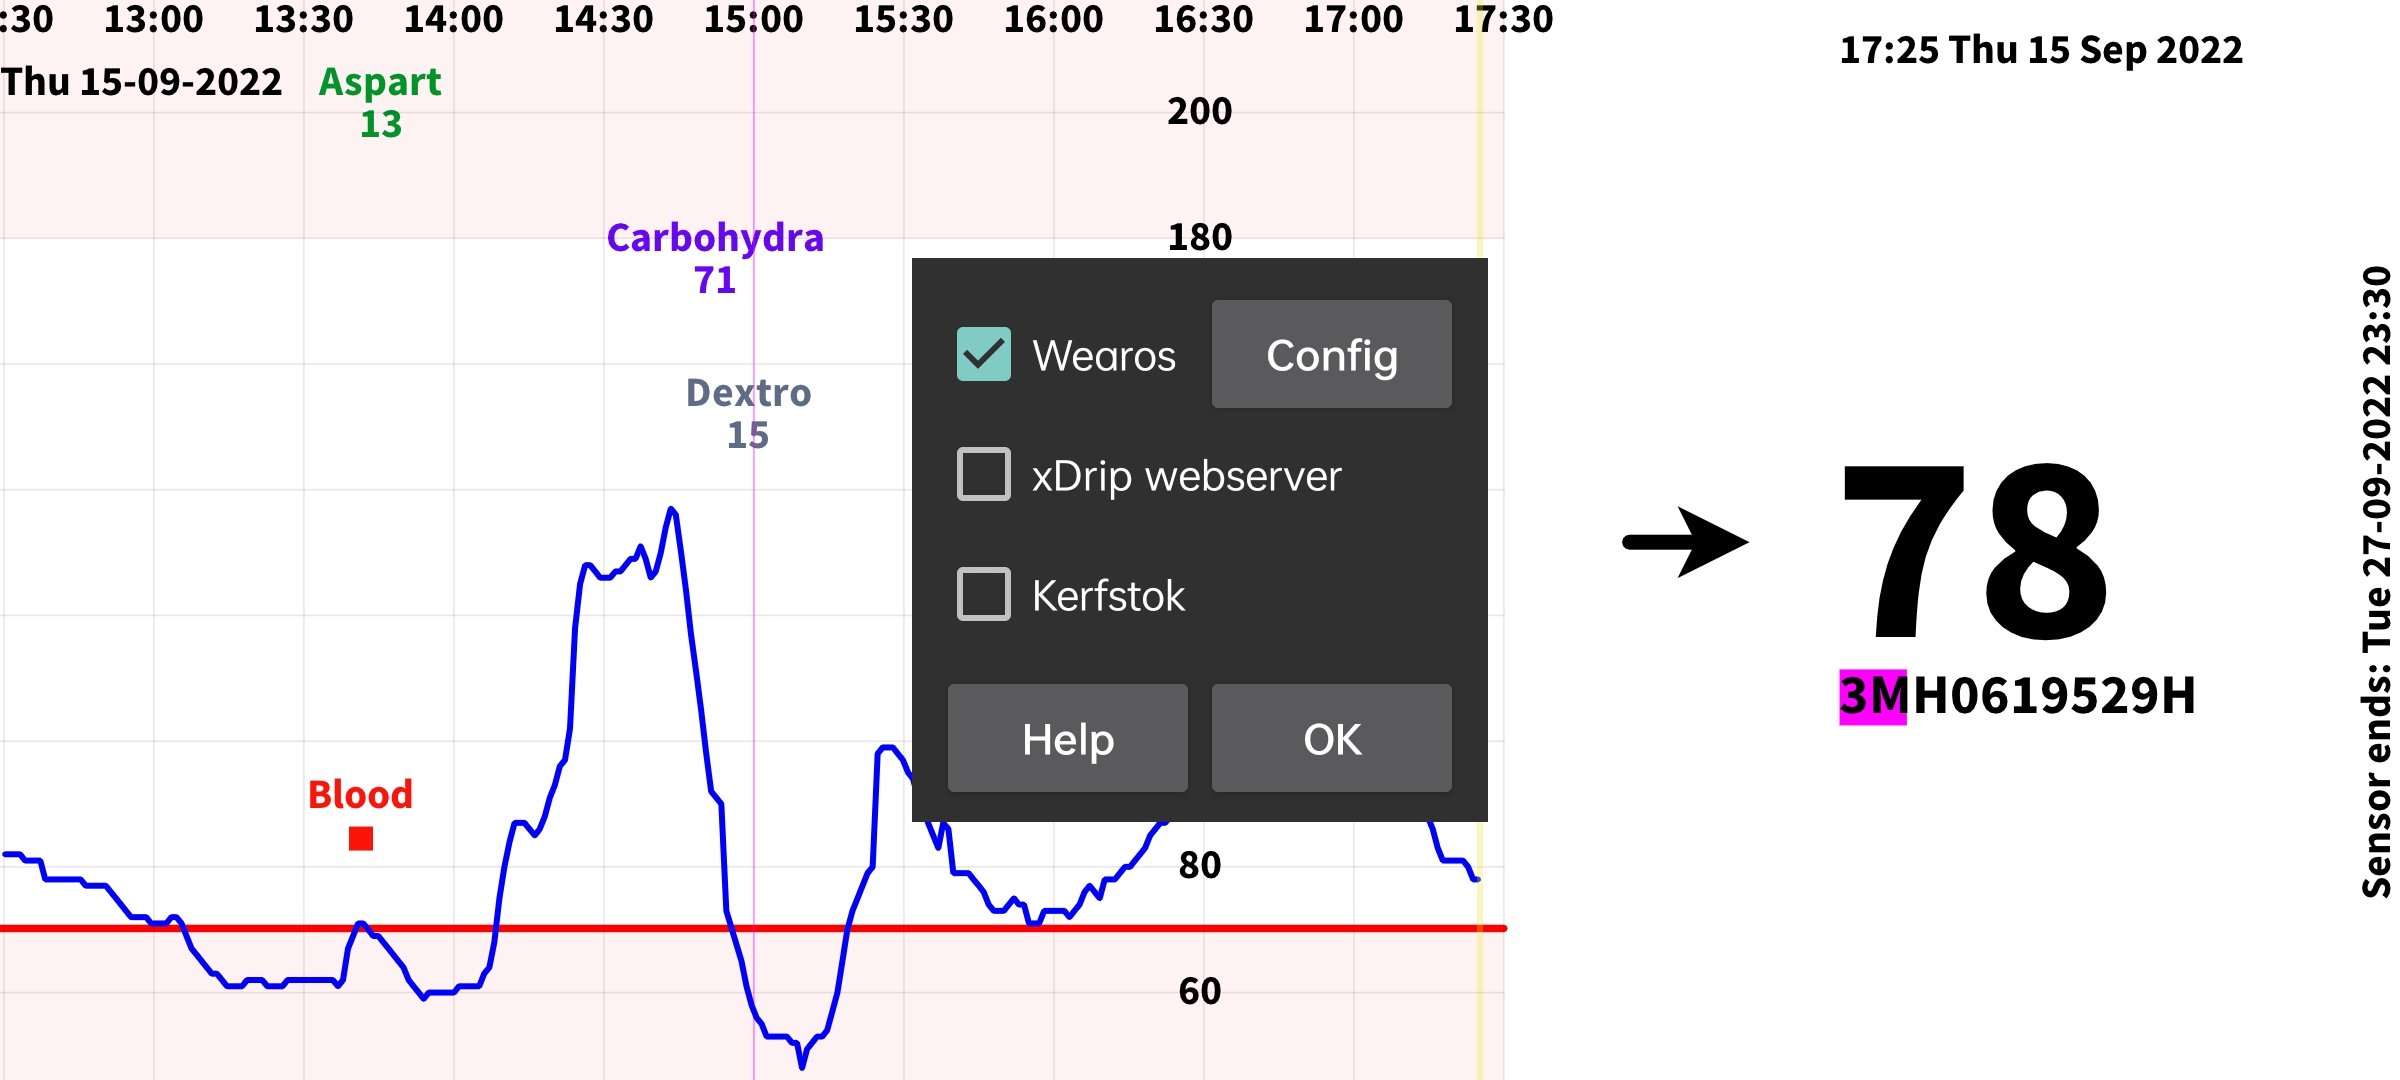 :30 13:00 13:30 14:00 14:30 15:00 15:30 16:00 16:30 17:00 17:30
17:25 Thu 15 Sep 2022
Thu 15-09-2022
Aspart
13
200
Carbohydra
71
180
Dextro
15
Wearos
Config
xDrip webserver
Kerfstok
Help
OK
78
3MH0619529H
Sensor ends: Tue 27-09-2022 23:30
Blood
80
60